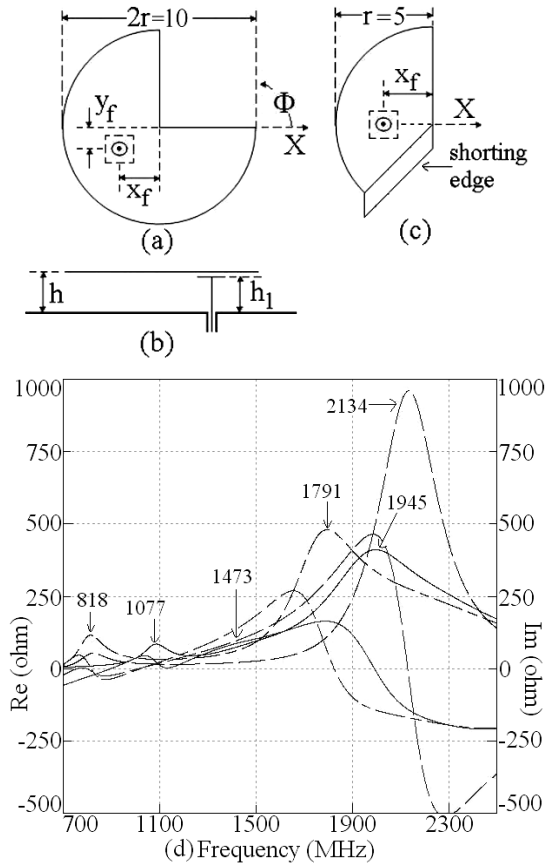 2r=10
r=5
y_f
x_f
Φ
X
x_f
X
shorting
edge
(a)
(c)
h
h_1
(b)
1000
750
500
250
0
-250
-500
Re (ohm)
1000
750
500
250
0
-250
-500
Im (ohm)
2134
1791
1945
1473
818
1077
700 1100 1500 1900 2300
(d) Frequency (MHz)